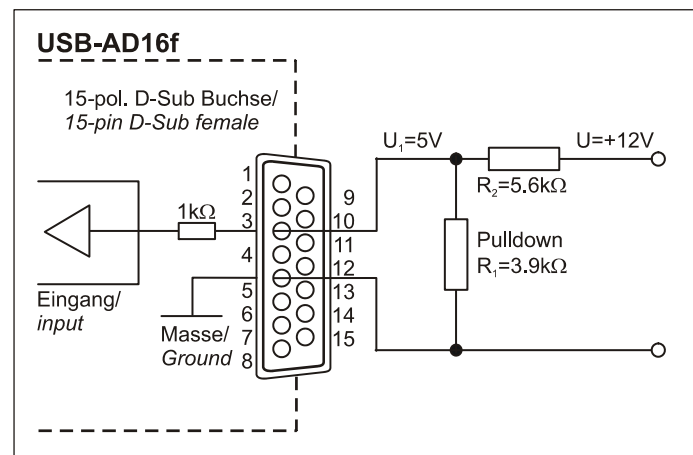 USB-AD16f
15-pol. D-Sub Buchse/
15-pin D-Sub female
U₁=5V
U=+12V
R₂=5.6kΩ
1
2
3
4
5
6
7
8
9
10
11
12
13
14
15
1kΩ
Pulldown
R₁=3.9kΩ
Eingang/
input
Masse/
Ground